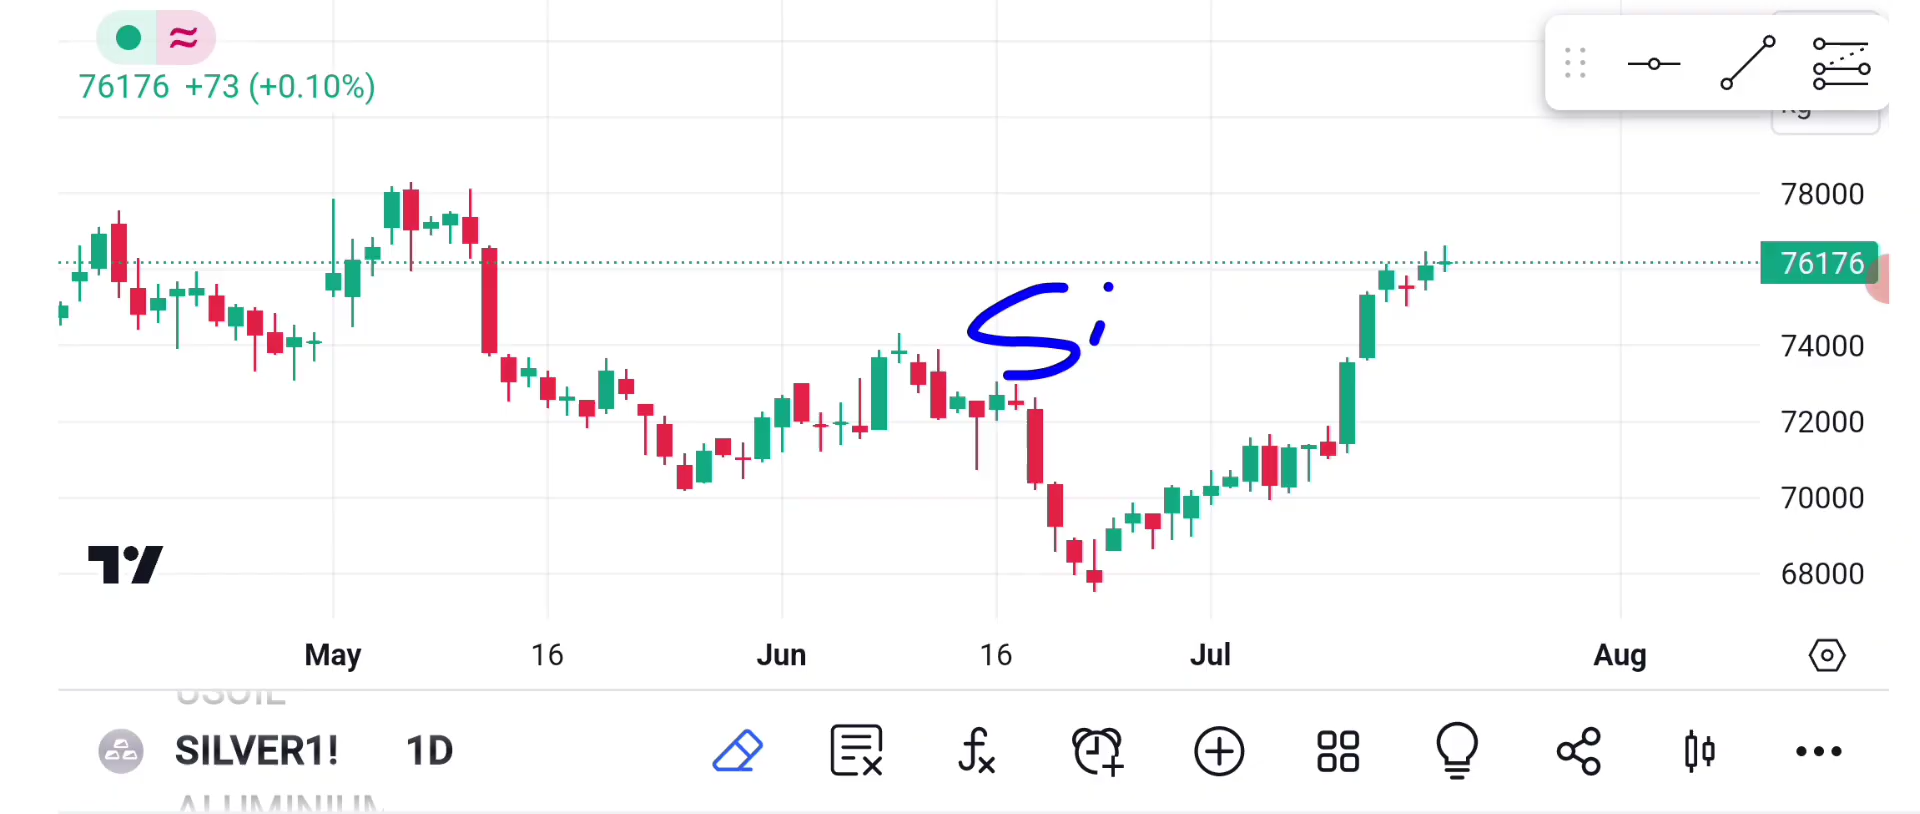 76176 +73 (+0.10%)
78000
76176
Si
74000
72000
70000
68000
May 16 Jun 16 Jul Aug
USOIL
SILVER1! 1D